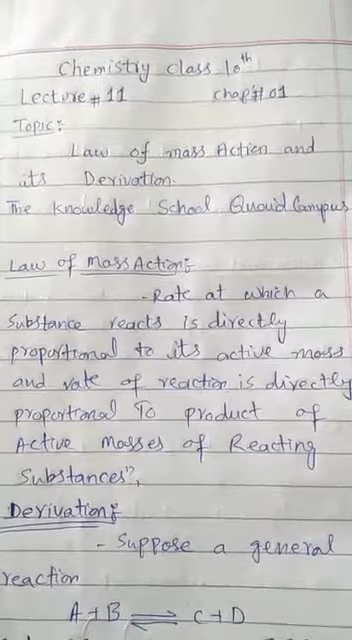 Chemistry class 10th
Lecture # 11 chap # 01
Topic:
Law of mass Action and
its Derivation.
The Knowledge School Quaid Campus
Law of Mass Action:
- Rate at which a
Substance reacts is directly
proportional to its active mass
and rate of reaction is directly
proportional To product of
Active Masses of Reacting
Substances",
Derivation:
- Suppose a general
reaction
A+B ⇌ C+D